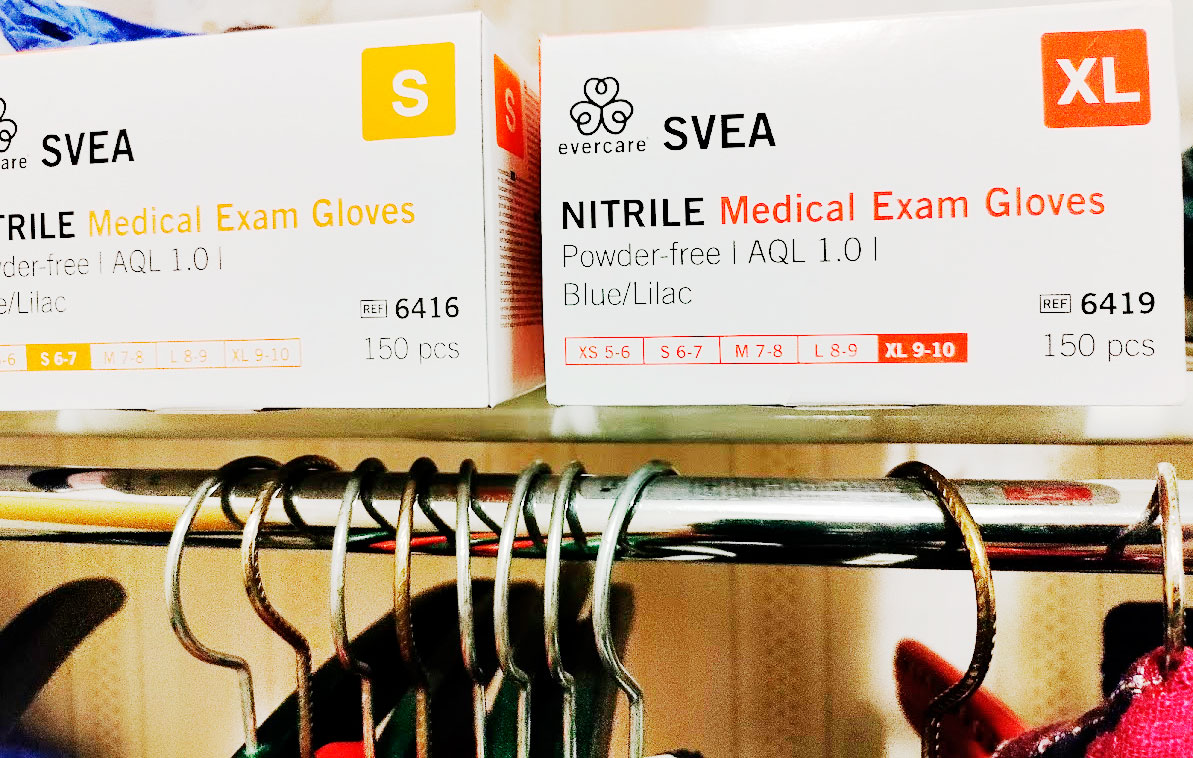 S
care SVEA
TRILE Medical Exam Gloves
wder-free | AQL 1.0 |
e/Lilac
REF 6416
-6 S 6-7 M 7-8 L 8-9 XL 9-10
150 pcs
S
XL
evercare SVEA
NITRILE Medical Exam Gloves
Powder-free | AQL 1.0 |
Blue/Lilac
REF 6419
XS 5-6 S 6-7 M 7-8 L 8-9 XL 9-10
150 pcs